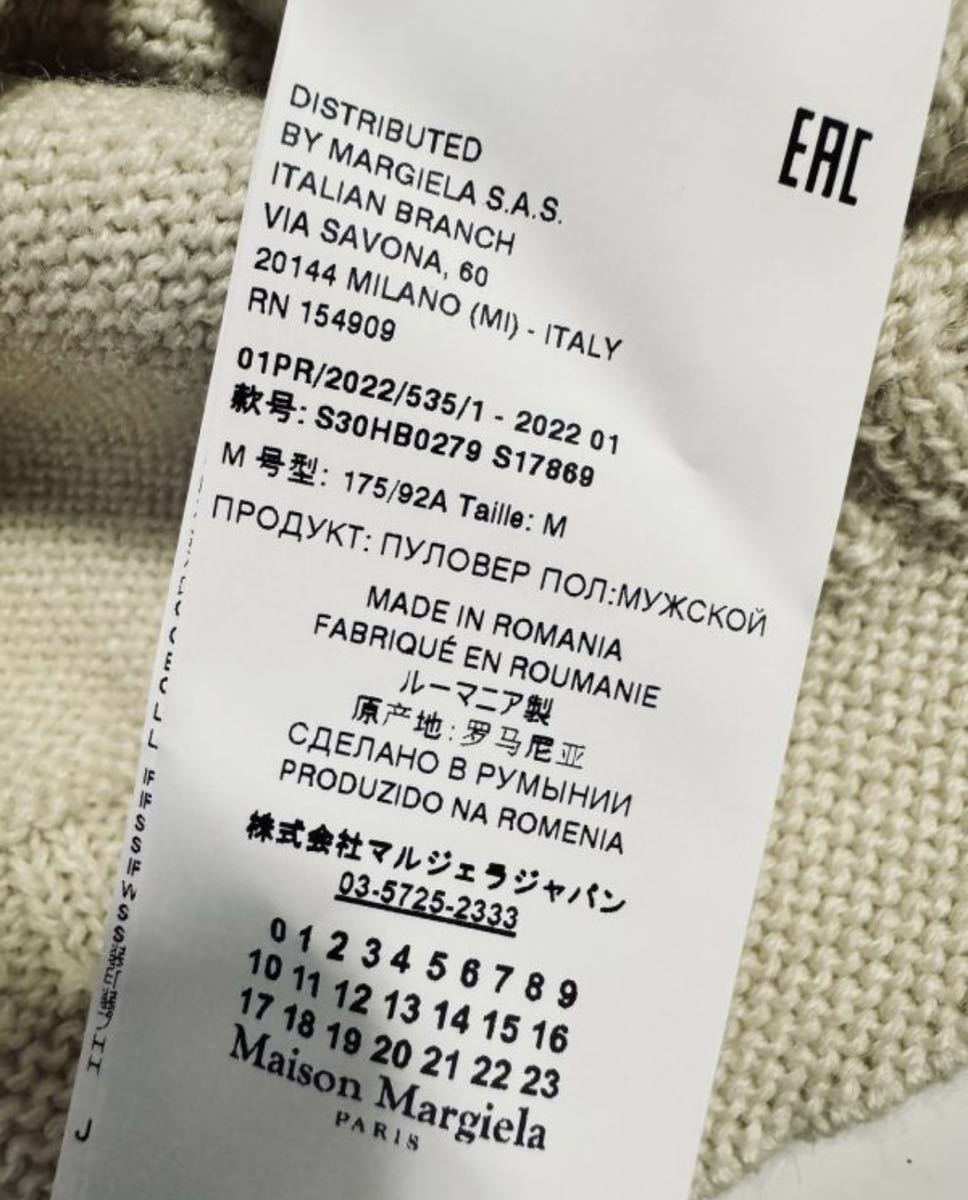 EAC
DISTRIBUTED
BY MARGIELA S.A.S.
ITALIAN BRANCH
VIA SAVONA, 60
20144 MILANO (MI) - ITALY
RN 154909
01PR/2022/535/1 - 2022 01
款号: S30HB0279 S17869
M 号型: 175/92A Taille: M
ПРОДУКТ: ПУЛОВЕР ПОЛ:МУЖСКОЙ
MADE IN ROMANIA
FABRIQUÉ EN ROUMANIE
ルーマニア製
原产地: 罗马尼亚
СДЕЛАНО В РУМЫНИИ
PRODUZIDO NA ROMENIA
株式会社マルジェラジャパン
03-5725-2333
0 1 2 3 4 5 6 7 8 9
10 11 12 13 14 15 16
17 18 19 20 21 22 23
Maison Margiela
PARIS